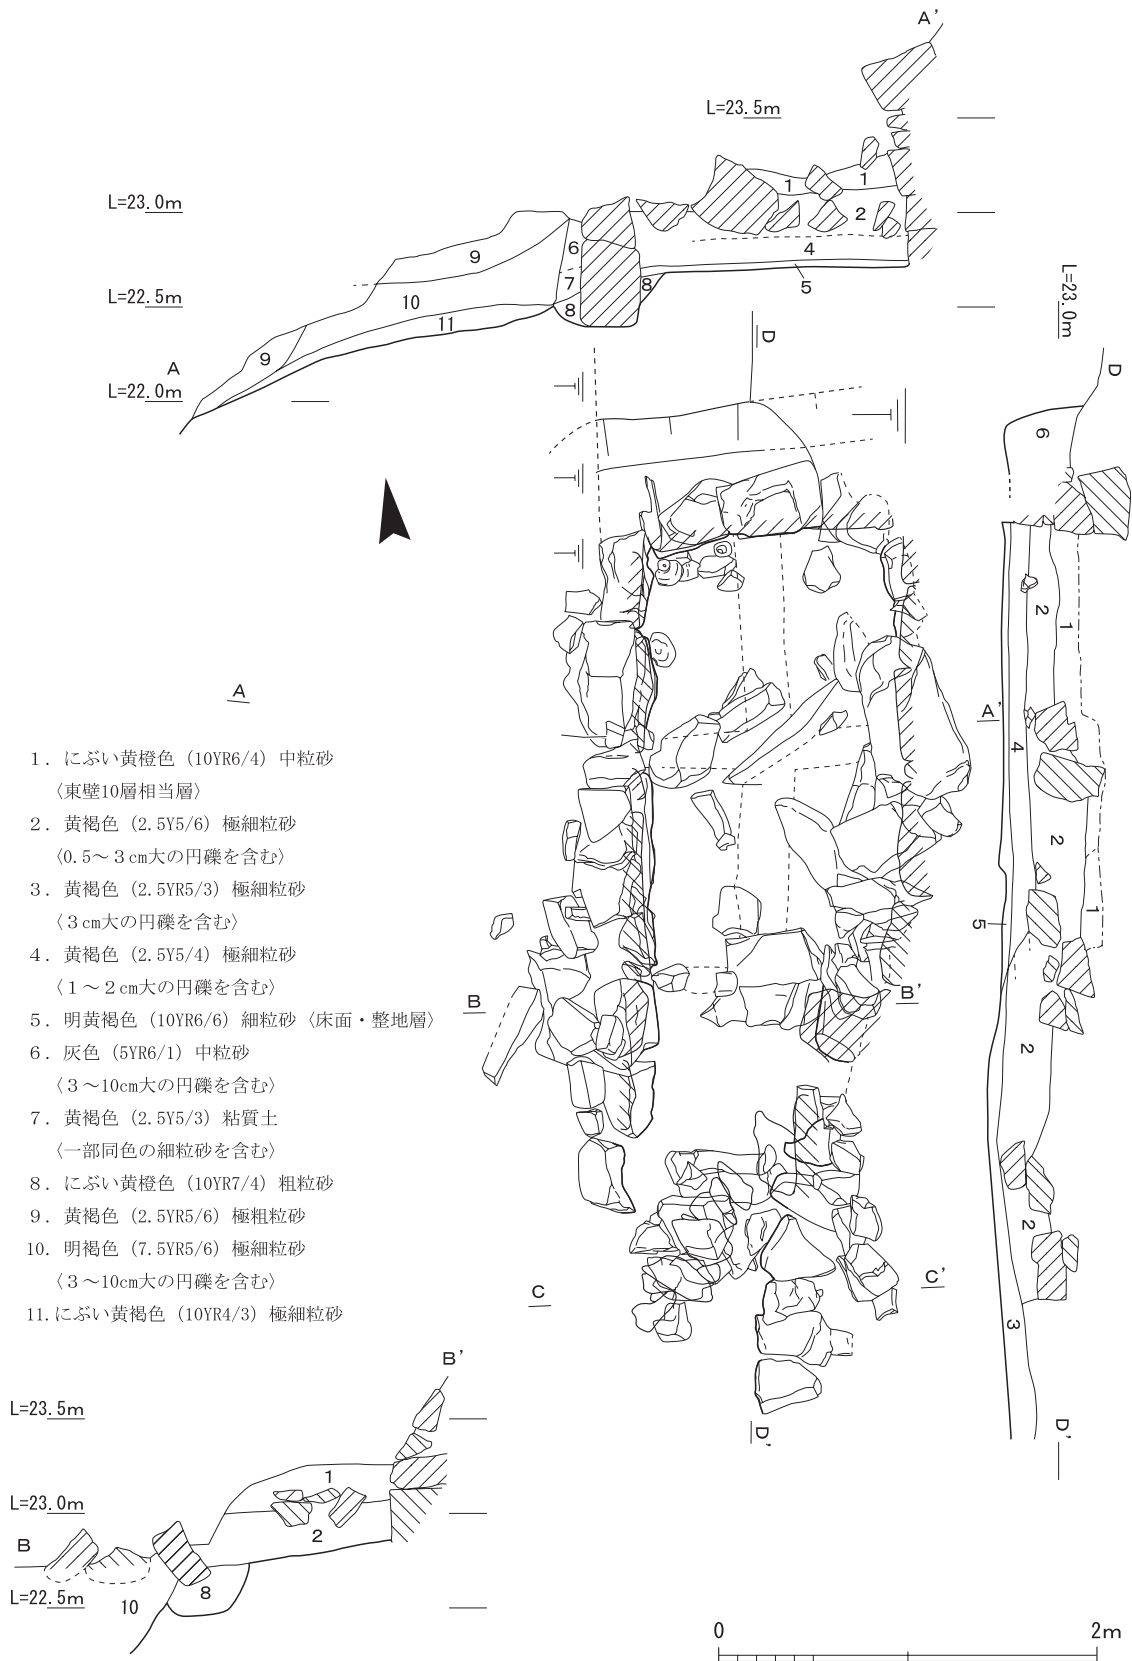 A'
L=23.5m
1
1
L=23.0m
2
6
4
9
7
8
5
L=22.5m
10
8
11
9
A
L=22.0m
L=23.0m
D
D
6
2
1
A
A'
4
2
1
5
B
B'
2
2
C
C'
3
D'
D'
1. にぶい黄橙色（10YR6/4）中粒砂
〈東壁10層相当層〉
2. 黄褐色（2.5Y5/6）極細粒砂
〈0.5～3cm大の円礫を含む〉
3. 黄褐色（2.5YR5/3）極細粒砂
〈3cm大の円礫を含む〉
4. 黄褐色（2.5Y5/4）極細粒砂
〈1～2cm大の円礫を含む〉
5. 明黄褐色（10YR6/6）細粒砂〈床面・整地層〉
6. 灰色（5YR6/1）中粒砂
〈3～10cm大の円礫を含む〉
7. 黄褐色（2.5Y5/3）粘質土
〈一部同色の細粒砂を含む〉
8. にぶい黄橙色（10YR7/4）粗粒砂
9. 黄褐色（2.5YR5/6）極粗粒砂
10. 明褐色（7.5YR5/6）極細粒砂
〈3～10cm大の円礫を含む〉
11. にぶい黄褐色（10YR4/3）極細粒砂
B'
L=23.5m
1
L=23.0m
2
B
L=22.5m
8
10
0
2m